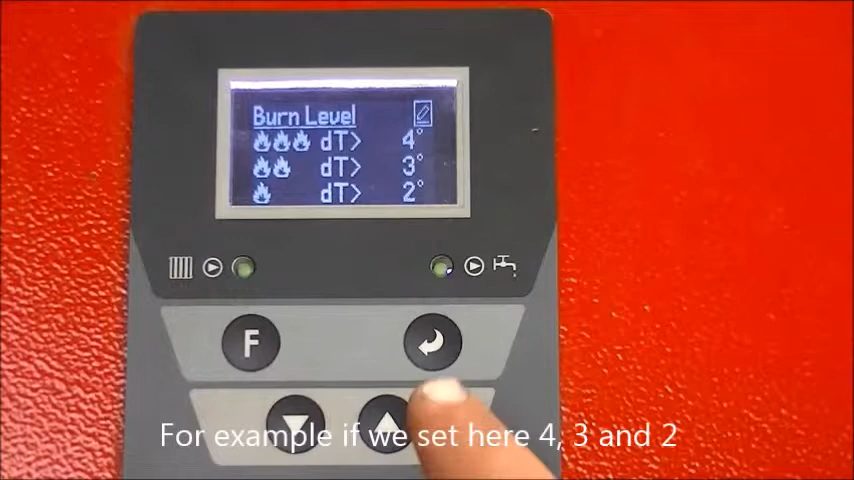 Burn Level
dT> 4°
dT> 3°
dT> 2°
F
For example if we set here 4, 3 and 2